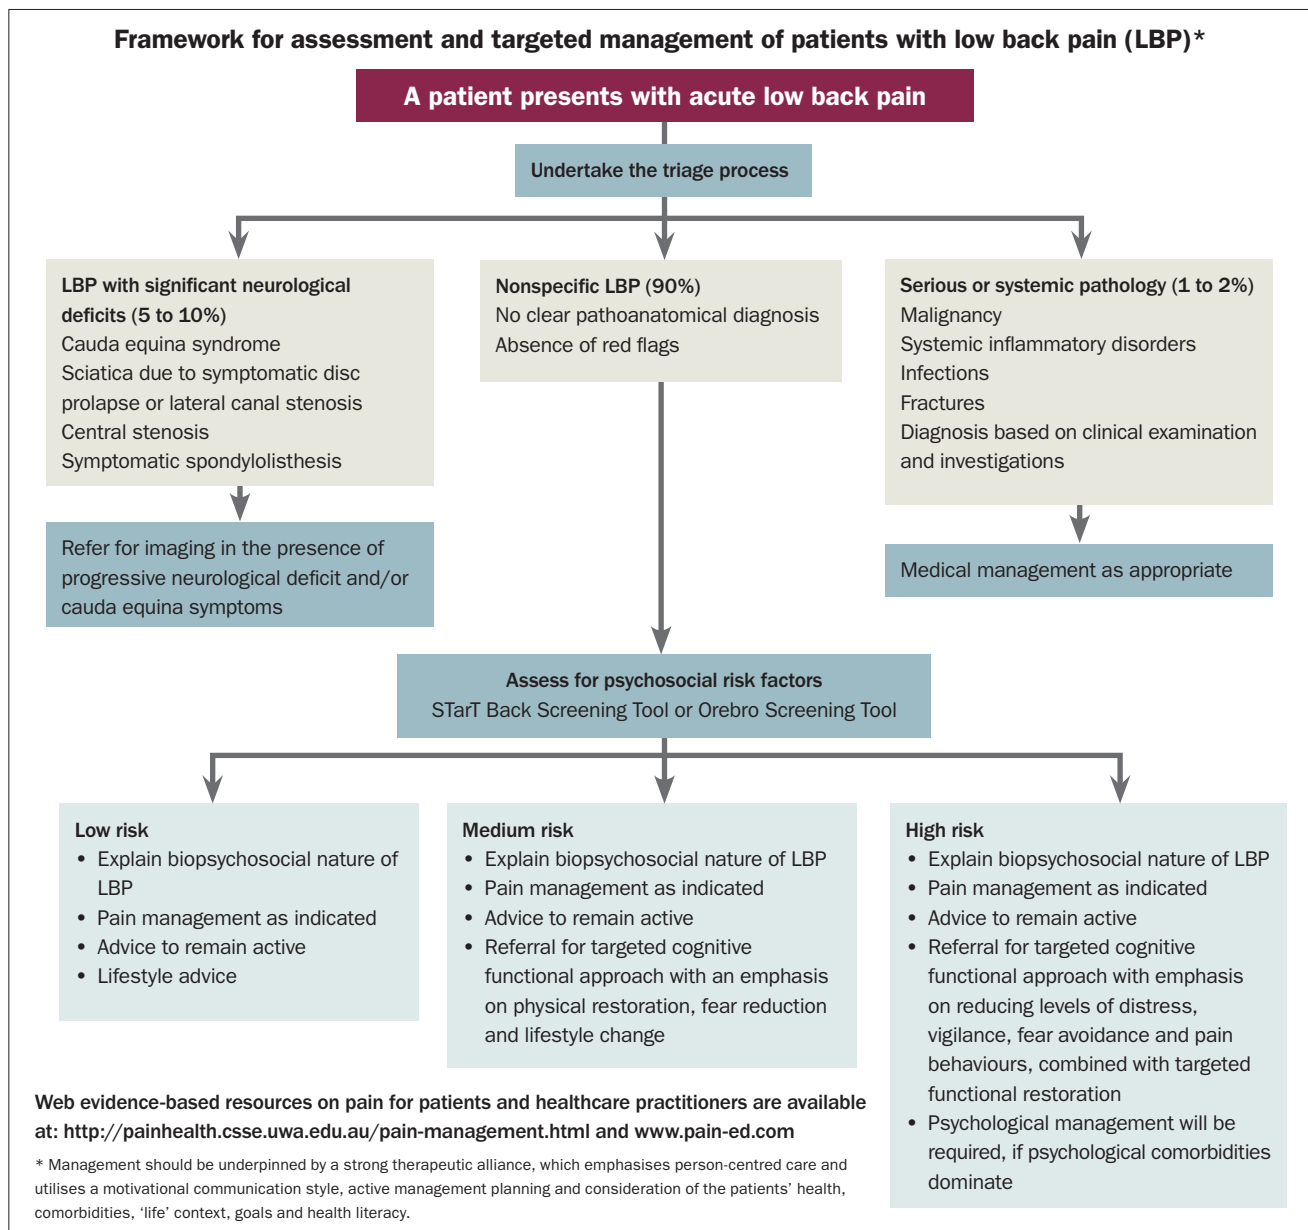 Framework for assessment and targeted management of patients with low back pain (LBP)*
A patient presents with acute low back pain
Undertake the triage process
LBP with significant neurological
deficits (5 to 10%)
Cauda equina syndrome
Sciatica due to symptomatic disc
prolapse or lateral canal stenosis
Central stenosis
Symptomatic spondylolisthesis
Nonspecific LBP (90%)
No clear pathoanatomical diagnosis
Absence of red flags
Serious or systemic pathology (1 to 2%)
Malignancy
Systemic inflammatory disorders
Infections
Fractures
Diagnosis based on clinical examination
and investigations
Refer for imaging in the presence of
progressive neurological deficit and/or
cauda equina symptoms
Medical management as appropriate
Assess for psychosocial risk factors
STarT Back Screening Tool or Orebro Screening Tool
Low risk
• Explain biopsychosocial nature of
LBP
• Pain management as indicated
• Advice to remain active
• Lifestyle advice
Medium risk
• Explain biopsychosocial nature of LBP
• Pain management as indicated
• Advice to remain active
• Referral for targeted cognitive
functional approach with an emphasis
on physical restoration, fear reduction
and lifestyle change
High risk
• Explain biopsychosocial nature of LBP
• Pain management as indicated
• Advice to remain active
• Referral for targeted cognitive
functional approach with emphasis
on reducing levels of distress,
vigilance, fear avoidance and pain
behaviours, combined with targeted
functional restoration
• Psychological management will be
required, if psychological comorbidities
dominate
Web evidence-based resources on pain for patients and healthcare practitioners are available
at: http://painhealth.csse.uwa.edu.au/pain-management.html and www.pain-ed.com
* Management should be underpinned by a strong therapeutic alliance, which emphasises person-centred care and
utilises a motivational communication style, active management planning and consideration of the patients' health,
comorbidities, 'life' context, goals and health literacy.